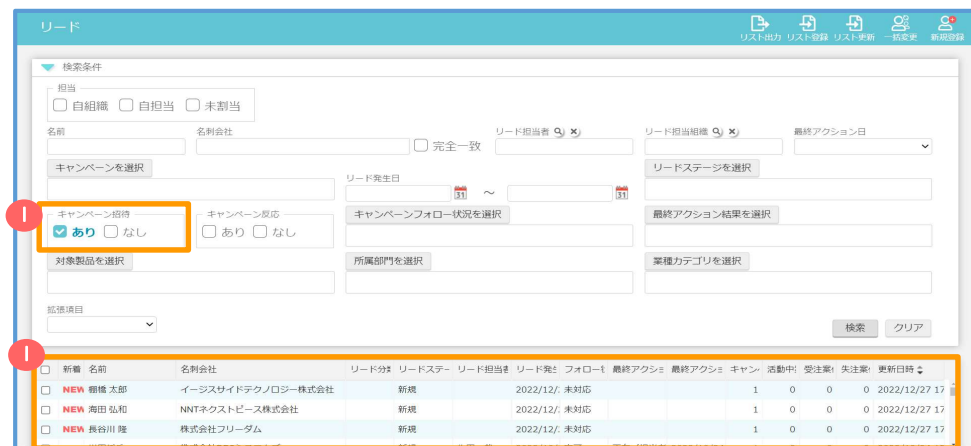 リード
リスト出力 リスト登録 リスト更新 一括変更 新規登録
検索条件
担当
自組織 自担当 未割当
名前 名刺会社 完全一致 リード担当者 リード担当組織 最終アクション日
キャンペーンを選択 リード発生日 リードステージを選択
31 ～ 31
1 キャンペーン招待 キャンペーン反応 キャンペーンフォロー状況を選択 最終アクション結果を選択
あり なし あり なし
対象製品を選択 所属部門を選択 業種カテゴリを選択
拡張項目
検索 クリア
1
新着 名前 名刺会社 リード分 リードステー リード担当 リード発 フォロー 最終アクショ 最終アクショ キャン 活動中 受注案 失注案 更新日時
NEW 棚橋 太郎 イージスサイドテクノロジー株式会社 新規 2022/12/ 未対応 1 0 0 0 2022/12/27 17
NEW 海田 弘和 NNTネクストピース株式会社 新規 2022/12/ 未対応 1 0 0 0 2022/12/27 17
NEW 長谷川 隆 株式会社フリーダム 新規 2022/12/ 未対応 1 0 0 0 2022/12/27 17